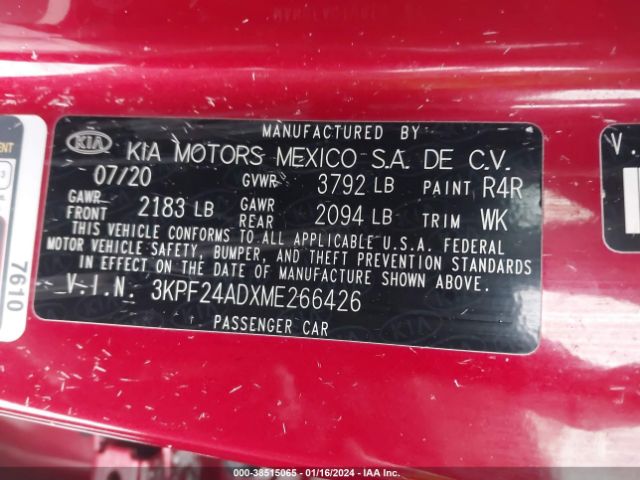 MANUFACTURED BY
KIA KIA MOTORS MEXICO S.A. DE C.V.
07/20 GVWR 3792 LB PAINT R4R
GAWR FRONT 2183 LB GAWR REAR 2094 LB TRIM WK
THIS VEHICLE CONFORMS TO ALL APPLICABLE U.S.A. FEDERAL
MOTOR VEHICLE SAFETY, BUMPER, AND THEFT PREVENTION STANDARDS
IN EFFECT ON THE DATE OF MANUFACTURE SHOWN ABOVE.
V.I.N. 3KPF24ADXME266426
PASSENGER CAR
7610
V.
000-38515065 - 01/16/2024 - IAA Inc.